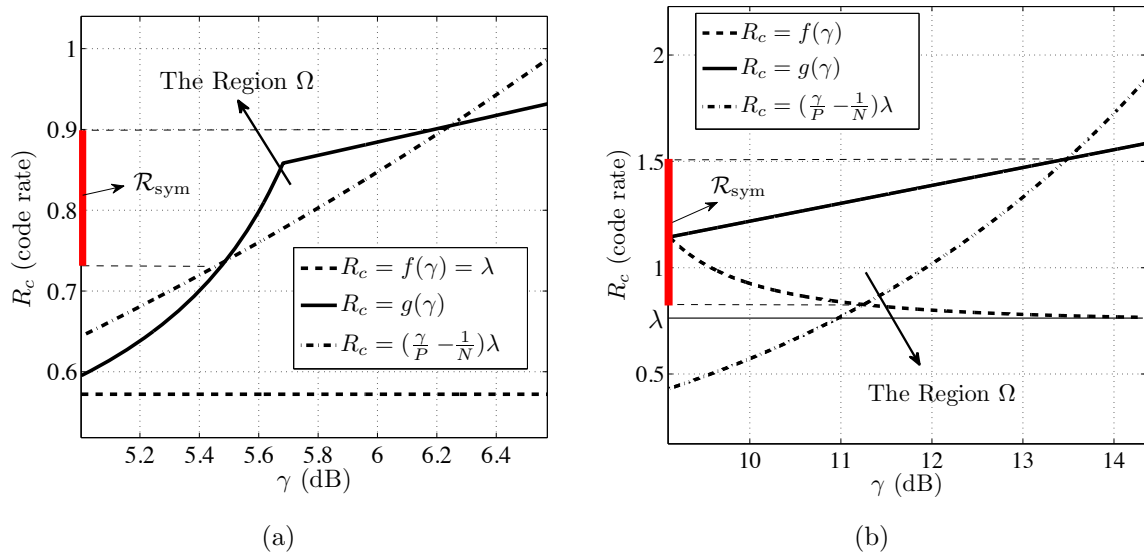 1
0.9
0.8
0.7
0.6
R_c (code rate)
The Region Ω
ℛ_sym
R_c = f(γ) = λ
R_c = g(γ)
R_c = (γ/P − 1/N)λ
5.2 5.4 5.6 5.8 6 6.2 6.4
γ (dB)
(a)
2
1.5
1
λ
0.5
R_c (code rate)
R_c = f(γ)
R_c = g(γ)
R_c = (γ/P − 1/N)λ
ℛ_sym
The Region Ω
10 11 12 13 14
γ (dB)
(b)